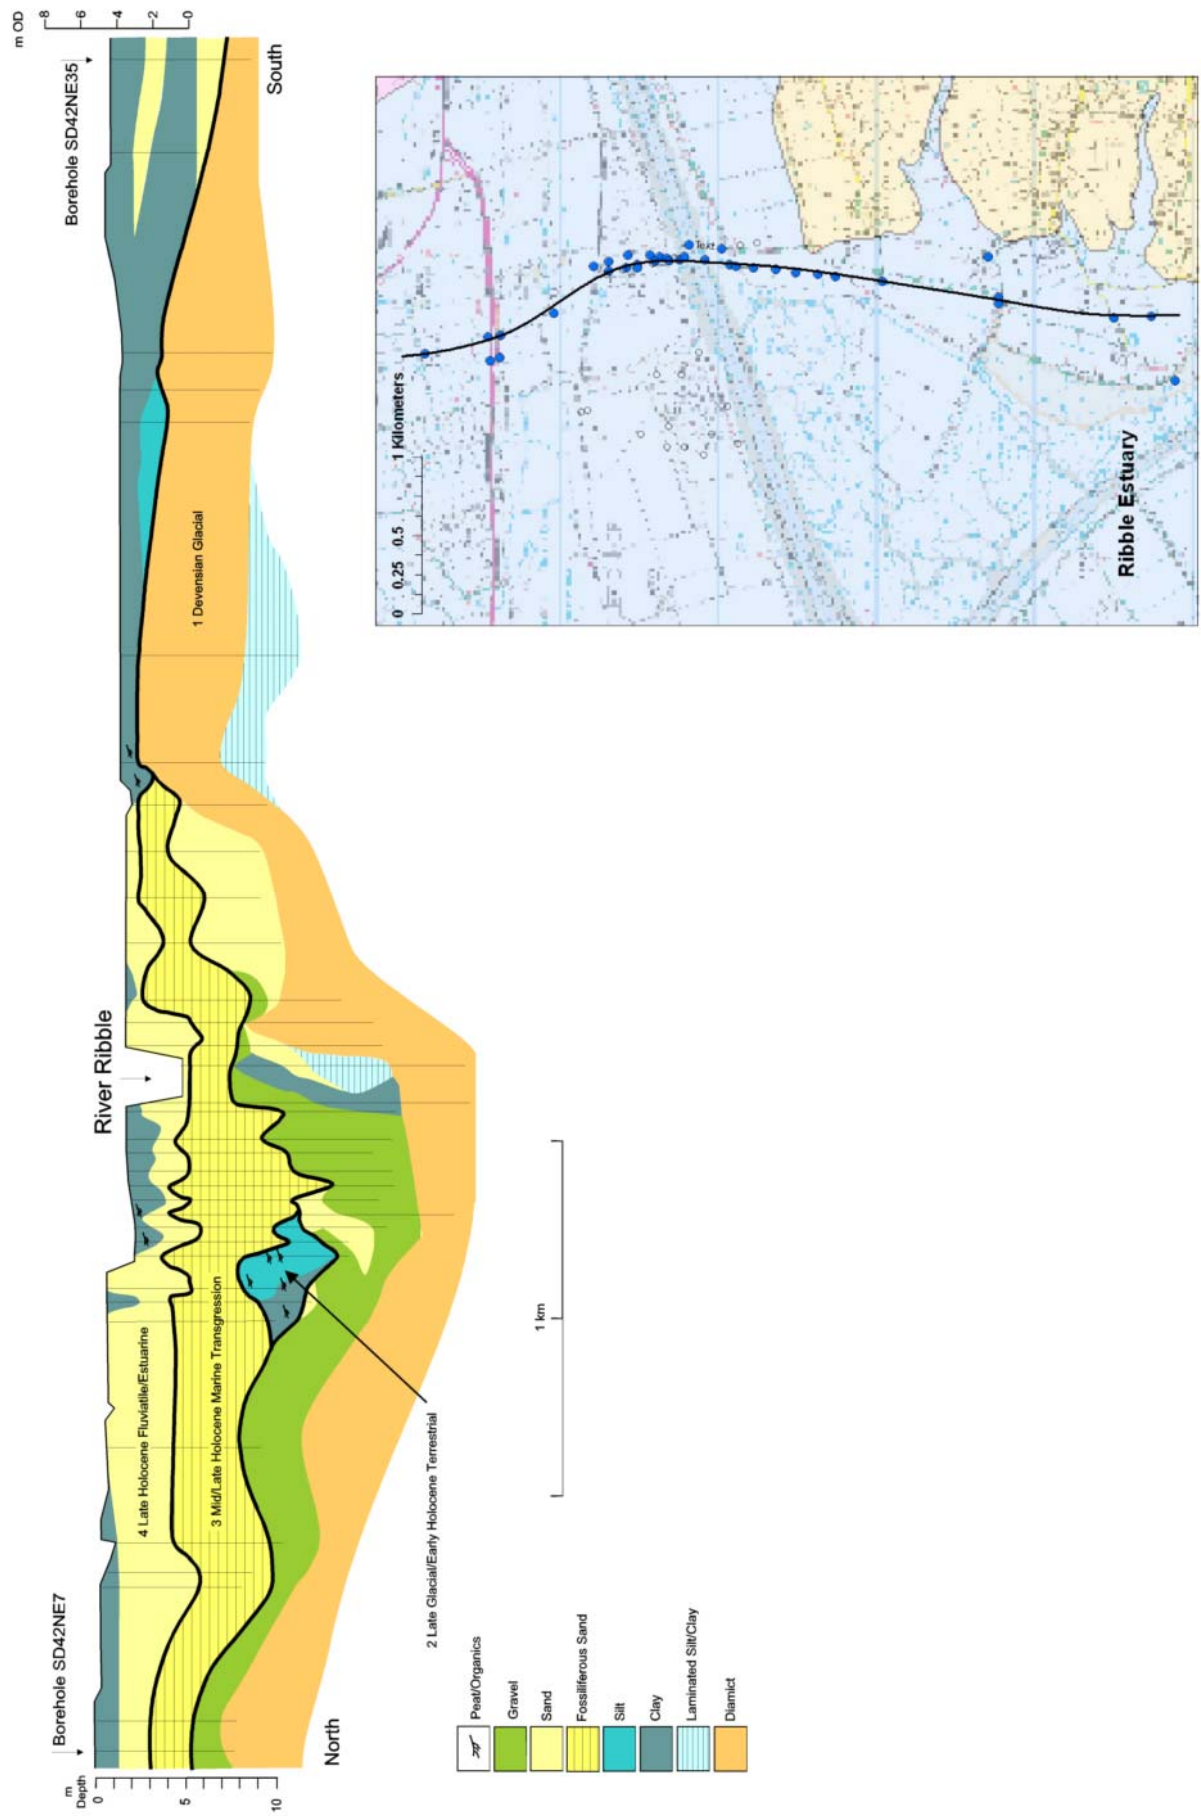 Borehole SD42NE7
River Ribble
Borehole SD42NE35
m OD
8
6
4
2
0
m
Depth
0
5
10
North
South
4 Late Holocene Fluviatile/Estuarine
3 Mid/Late Holocene Marine Transgression
1 Devensian Glacial
2 Late Glacial/Early Holocene Terrestrial
1 km
Peat/Organics
Gravel
Sand
Fossiliferous Sand
Silt
Clay
Laminated Silt/Clay
Diamict
0 0.25 0.5 1 Kilometers
Text
Ribble Estuary